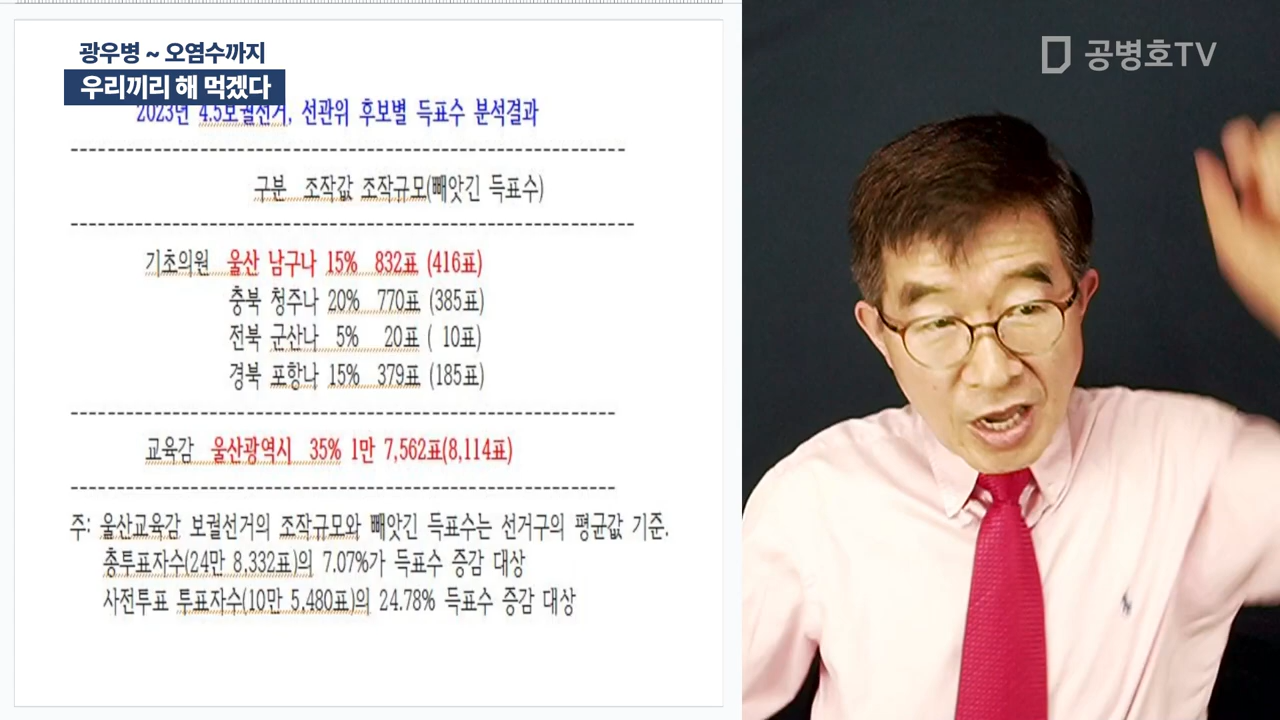 광우병 ~ 오염수까지
우리끼리 해 먹겠다
공병호TV
2023년 4.5보궐선거, 선관위 후보별 득표수 분석결과
구분 조작값 조작규모(빼앗긴 득표수)
기초의원 울산 남구나 15% 832표 (416표)
충북 청주나 20% 770표 (385표)
전북 군산나 5% 20표 ( 10표)
경북 포항나 15% 379표 (185표)
교육감 울산광역시 35% 1만 7,562표(8,114표)
주: 울산교육감 보궐선거의 조작규모와 빼앗긴 득표수는 선거구의 평균값 기준.
총투표자수(24만 8,332표)의 7.07%가 득표수 증감 대상
사전투표 투표자수(10만 5,480표)의 24.78% 득표수 증감 대상